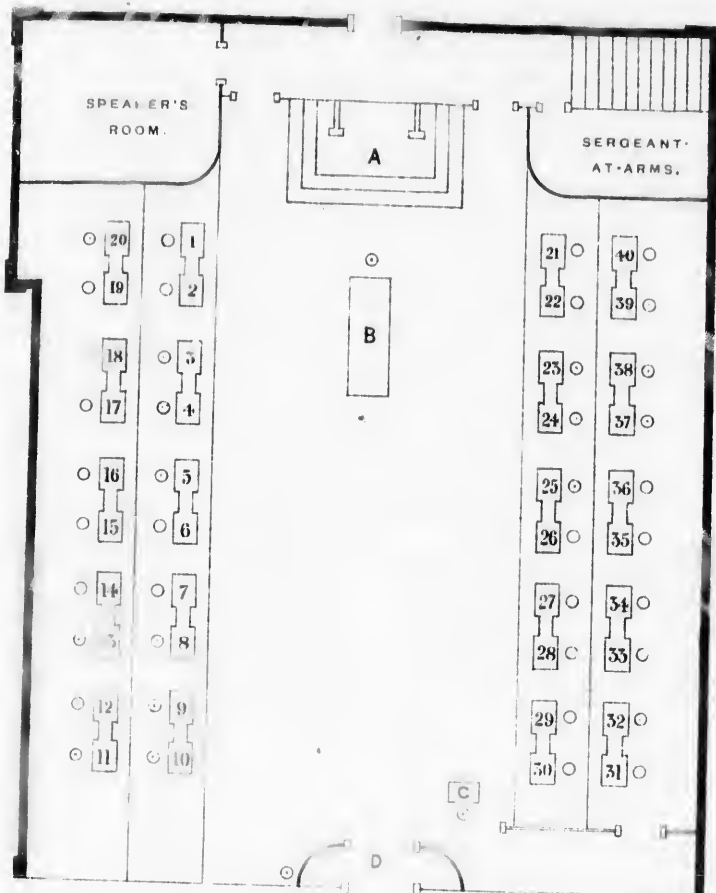 SPEAKER'S
ROOM.
A
SERGEANT-
AT-ARMS.
20 1 21 40
19 2 22 39
B
18 3 23 38
17 4 24 37
16 5 25 36
15 6 26 35
14 7 27 34
13 8 28 33
12 9 29 32
11 10 30 31
C
D